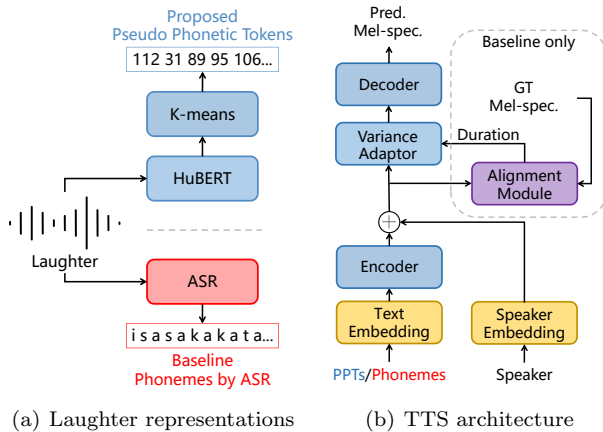 Proposed
Pseudo Phonetic Tokens
112 31 89 95 106...
K-means
HuBERT
Laughter
ASR
i s a s a k a k a t a...
Baseline
Phonemes by ASR
(a) Laughter representations
Pred.
Mel-spec.
Baseline only
Decoder
GT
Mel-spec.
Variance
Adaptor
Duration
Alignment
Module
+
Encoder
Text
Embedding
Speaker
Embedding
PPTs/Phonemes
Speaker
(b) TTS architecture